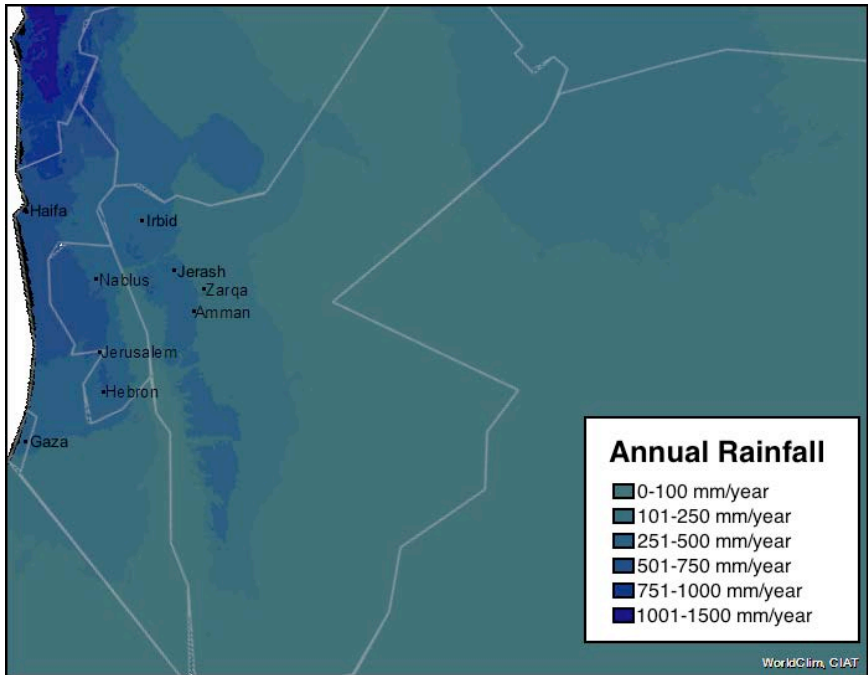 Haifa
Irbid
Jerash
Nablus
Zarqa
Amman
Jerusalem
Hebron
Gaza
Annual Rainfall
0-100 mm/year
101-250 mm/year
251-500 mm/year
501-750 mm/year
751-1000 mm/year
1001-1500 mm/year
WorldClim, CIAT